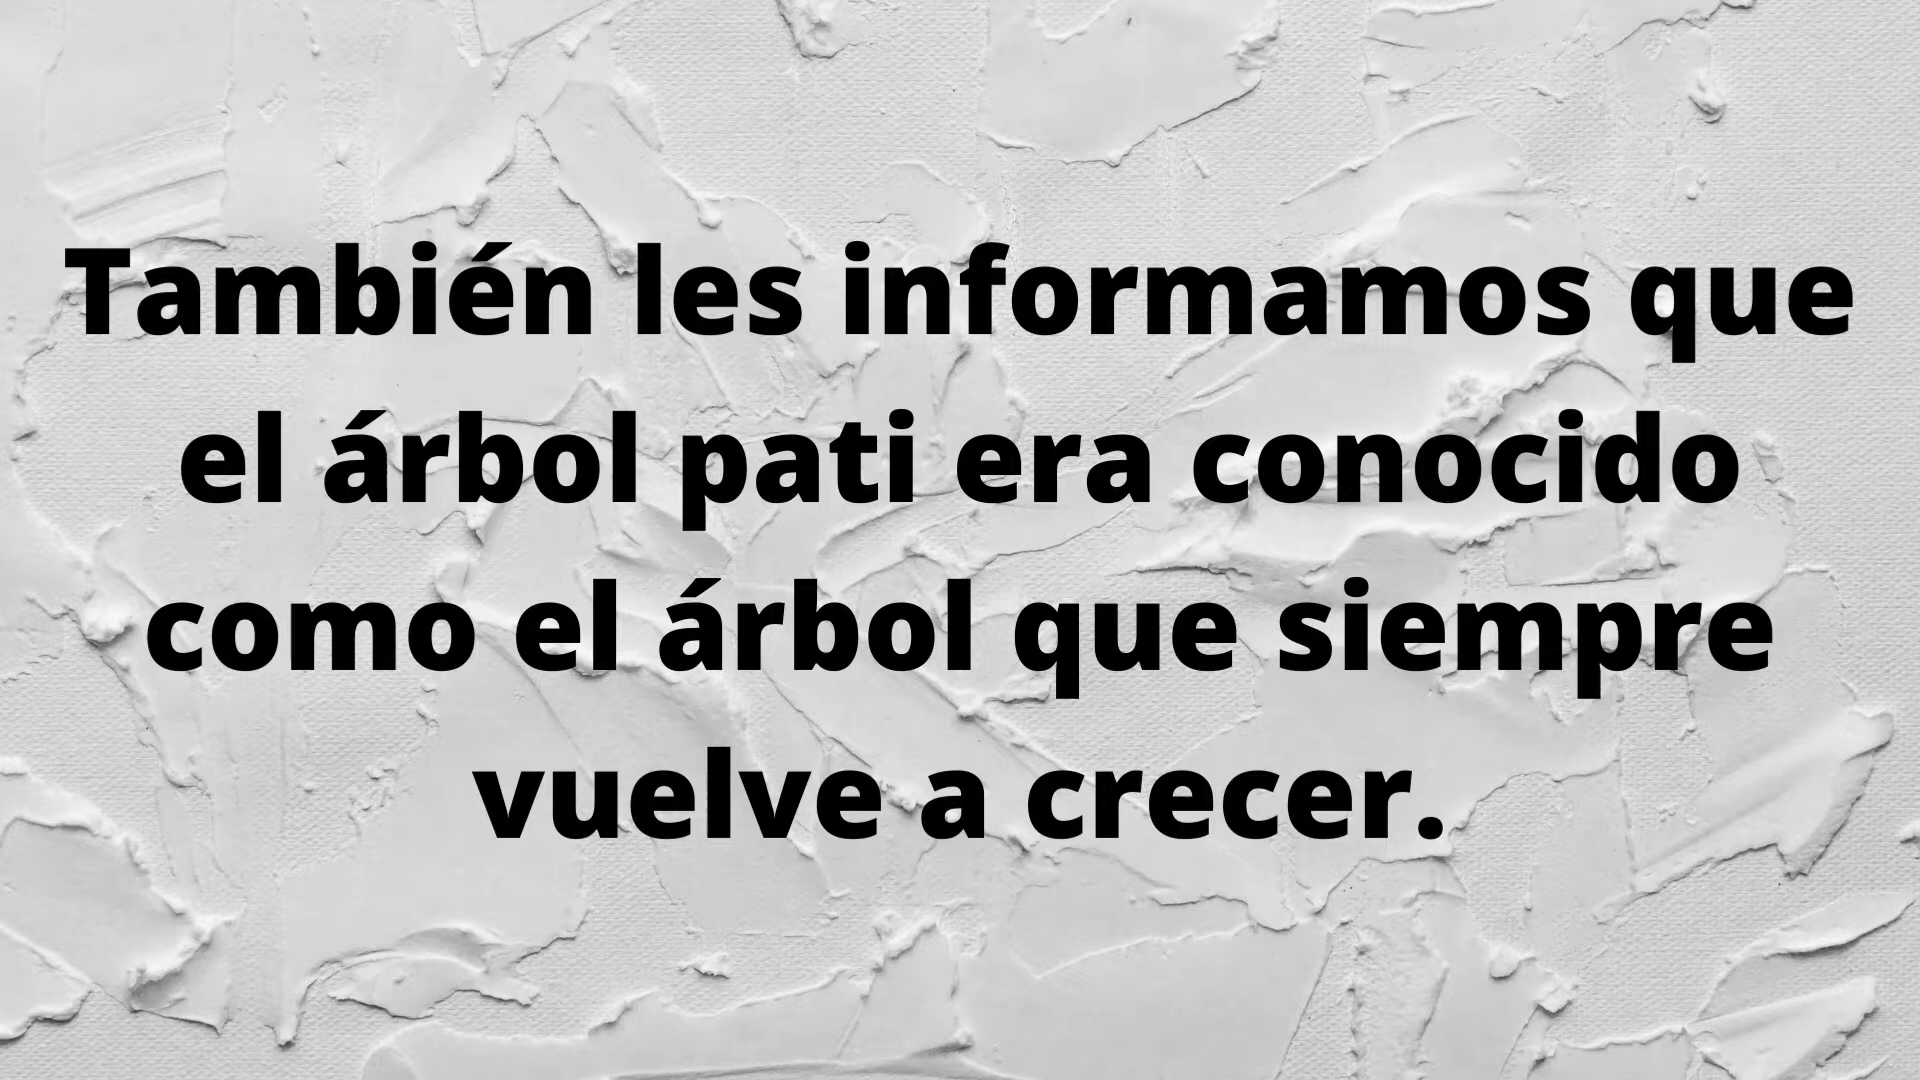 También les informamos que
el árbol pati era conocido
como el árbol que siempre
vuelve a crecer.